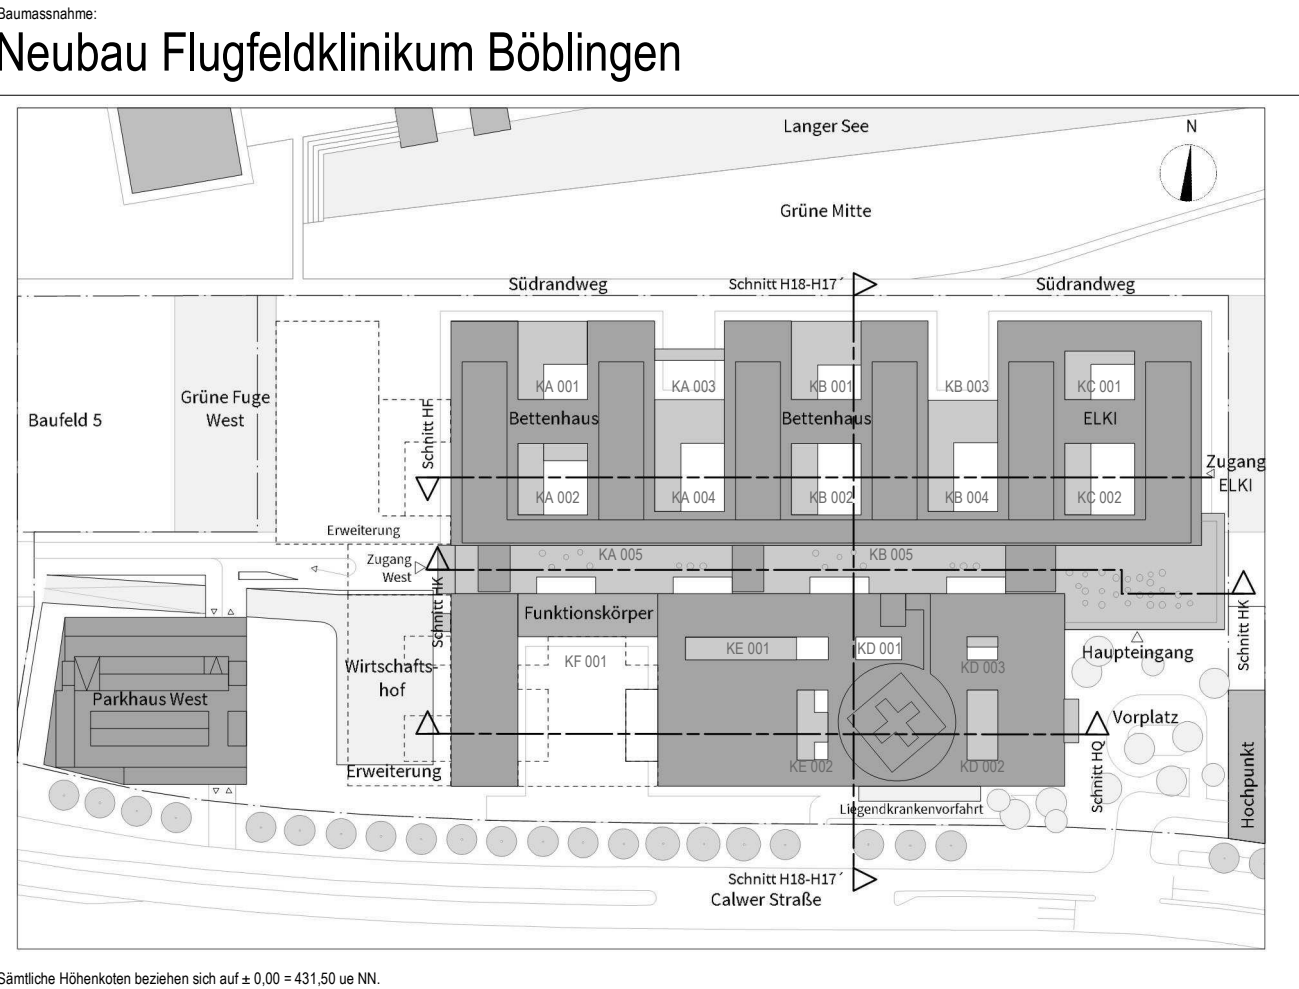 Baumassnahme:
Neubau Flugfeldklinikum Böblingen
Langer See
N
Grüne Mitte
Südrandweg
Schnitt H18-H17´
Südrandweg
KA 001
KA 003
KB 001
KB 003
KC 001
Grüne Fuge
West
Baufeld 5
Schnitt HF
Bettenhaus
Bettenhaus
ELKI
Zugang
ELKI
KA 002
KA 004
KB 002
KB 004
KC 002
Erweiterung
Zugang
West
KA 005
KB 005
Schnitt HK
Funktionskörper
Schnitt HK
KE 001
KD 001
Haupteingang
KF 001
KD 003
Wirtschafts-
hof
Parkhaus West
Vorplatz
Erweiterung
KE 002
KD 002
Schnitt HQ
Hochpunkt
Liegendkrankenvorfahrt
Schnitt H18-H17´
Calwer Straße
Sämtliche Höhenkoten beziehen sich auf ± 0,00 = 431,50 ue NN.